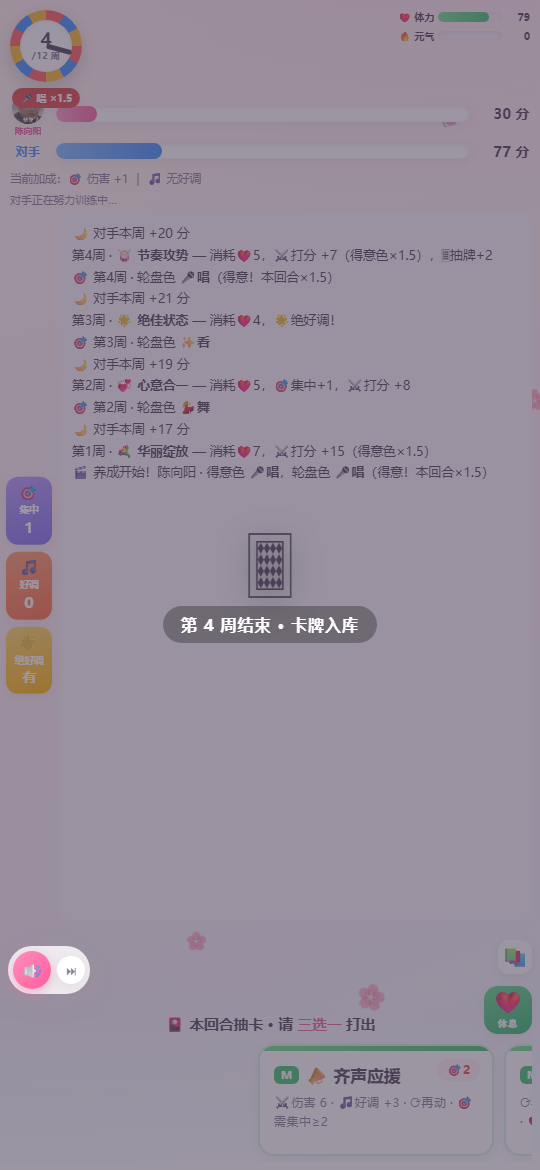 4
/12 周
体力 79
元气 0
唱 ×1.5
陈向阳
30 分
对手
77 分
当前加成: 伤害 +1 | 无好调
对手正在努力训练中...
对手本周 +20 分
第4周 · 节奏攻势 — 消耗 5, 打分 +7（得意色×1.5）, 抽牌+2
第4周 · 轮盘色 唱（得意！本回合×1.5）
对手本周 +21 分
第3周 · 绝佳状态 — 消耗 4, 绝好调！
第3周 · 轮盘色 香
对手本周 +19 分
第2周 · 心意合一 — 消耗 5, 集中+1, 打分 +8
第2周 · 轮盘色 舞
对手本周 +17 分
第1周 · 华丽绽放 — 消耗 7, 打分 +15（得意色×1.5）
养成开始！陈向阳 · 得意色 唱, 轮盘色 唱（得意！本回合×1.5）
集中
1
好调
0
绝好调
有
第 4 周结束 • 卡牌入库
休息
本回合抽卡 • 请 三选一 打出
M 齐声应援 2
伤害 6 · 好调 +3 · 再动 ·
需集中≥2